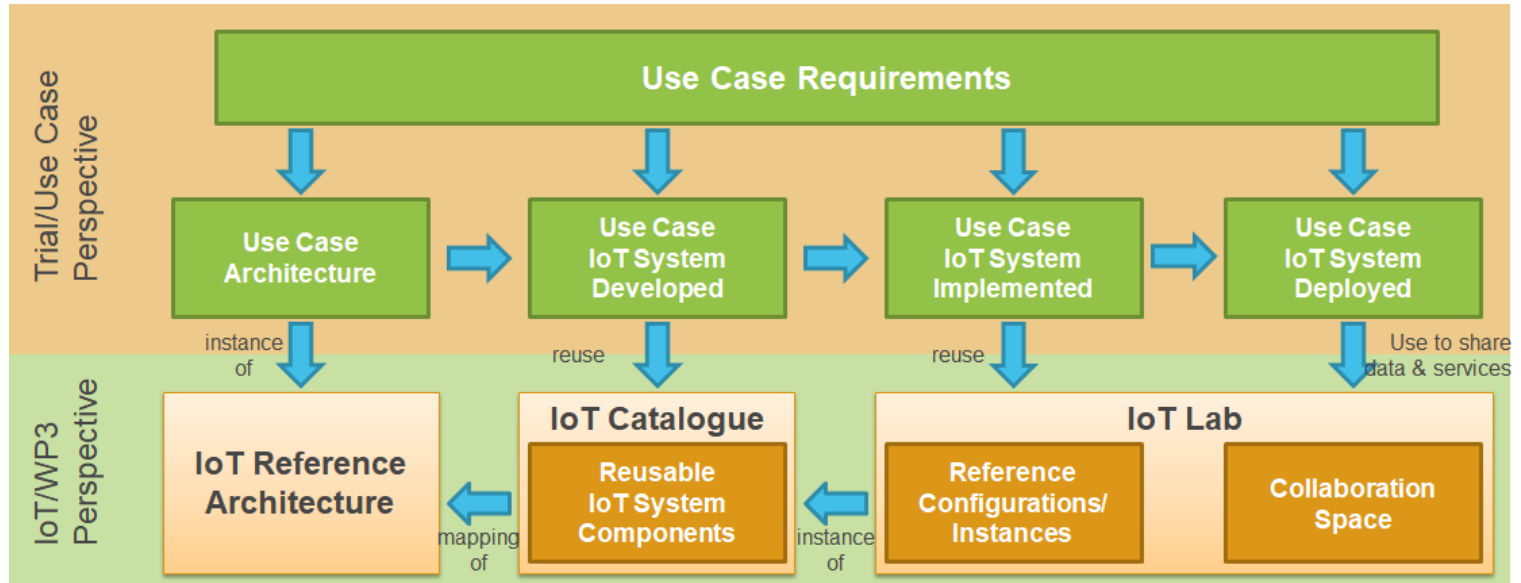 Trial/Use Case
Perspective
Use Case Requirements
Use Case
Architecture
Use Case
IoT System
Developed
Use Case
IoT System
Implemented
Use Case
IoT System
Deployed
instance
of
reuse
reuse
Use to share
data & services
IoT/WP3
Perspective
IoT Reference
Architecture
IoT Catalogue
Reusable
IoT System
Components
IoT Lab
Reference
Configurations/
Instances
Collaboration
Space
mapping
of
instance
of